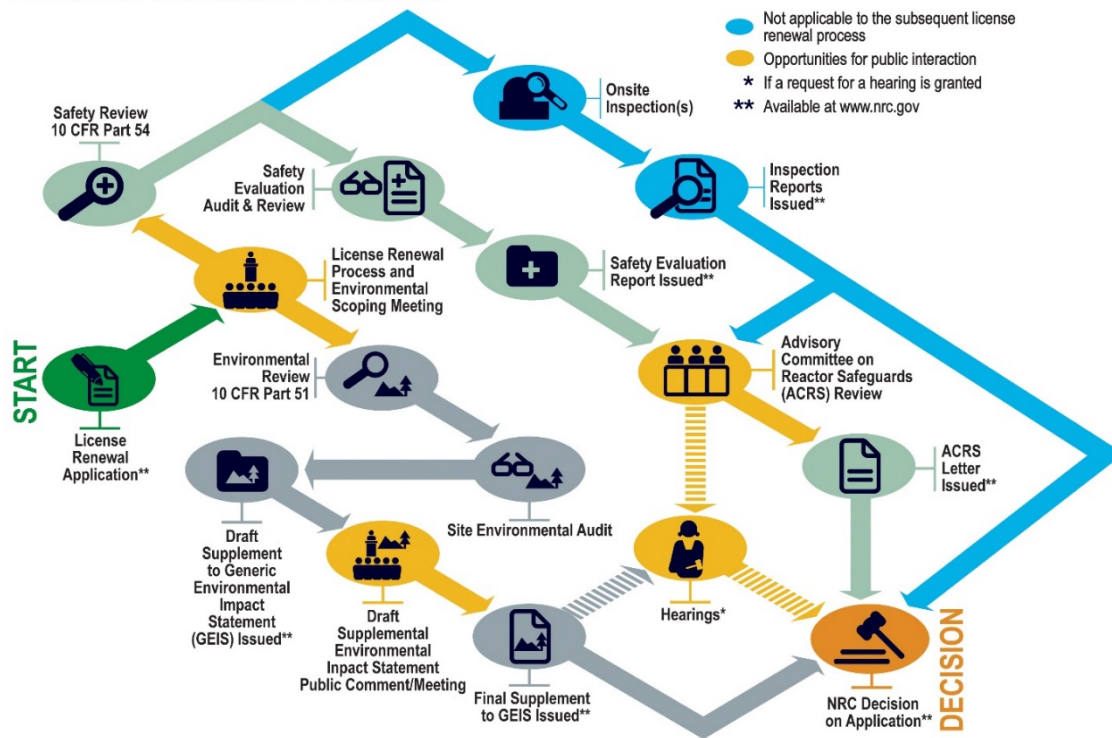 Not applicable to the subsequent license
renewal process
Opportunities for public interaction
* If a request for a hearing is granted
** Available at www.nrc.gov
Onsite
Inspection(s)
Safety Review
10 CFR Part 54
Safety
Evaluation
Audit & Review
Inspection
Reports
Issued**
License Renewal
Process and
Environmental
Scoping Meeting
Safety Evaluation
Report Issued**
START
License
Renewal
Application**
Environmental
Review
10 CFR Part 51
Advisory
Committee on
Reactor Safeguards
(ACRS) Review
ACRS
Letter
Issued**
Site Environmental Audit
Draft
Supplement
to Generic
Environmental
Impact
Statement
(GEIS) Issued**
Draft
Supplemental
Environmental
Inpact Statement
Public Comment/Meeting
Hearings*
Final Supplement
to GEIS Issued**
NRC Decision
on Application**
DECISION